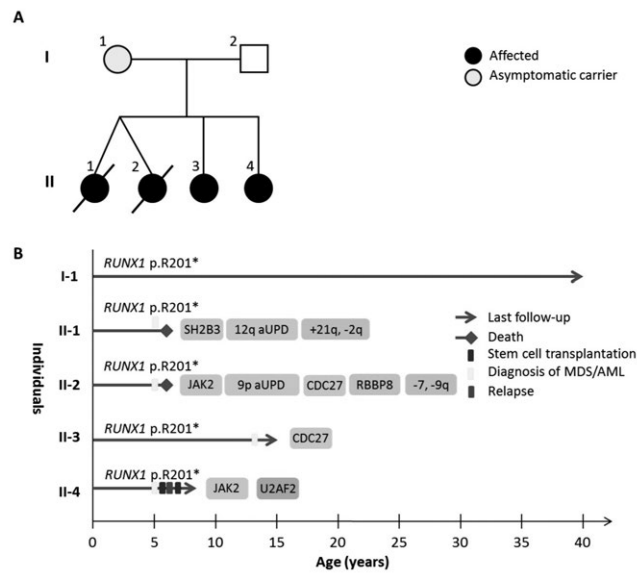 A
I
1
2
Affected
Asymptomatic carrier
II
1
2
3
4
B
RUNX1 p.R201*
I-1
RUNX1 p.R201*
II-1
SH2B3
12q aUPD
+21q, -2q
RUNX1 p.R201*
II-2
JAK2
9p aUPD
CDC27
RBBP8
-7, -9q
RUNX1 p.R201*
II-3
CDC27
RUNX1 p.R201*
II-4
JAK2
U2AF2
Last follow-up
Death
Stem cell transplantation
Diagnosis of MDS/AML
Relapse
Individuals
0 5 10 15 20 25 30 35 40
Age (years)